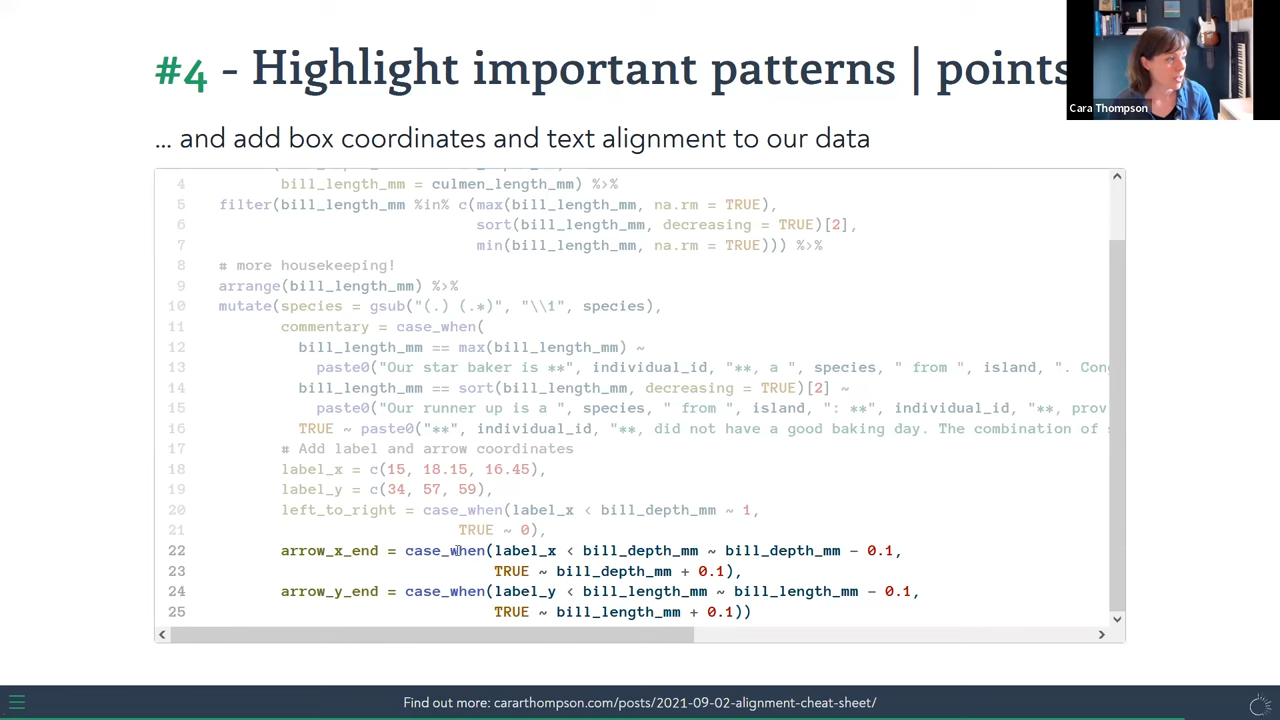 #4 - Highlight important patterns | points
Cara Thompson
... and add box coordinates and text alignment to our data
4 bill_length_mm = culmen_length_mm) %>%
5 filter(bill_length_mm %in% c(max(bill_length_mm, na.rm = TRUE),
6 sort(bill_length_mm, decreasing = TRUE)[2],
7 min(bill_length_mm, na.rm = TRUE))) %>%
8 # more housekeeping!
9 arrange(bill_length_mm) %>%
10 mutate(species = gsub("(.) (.*)", "\\1", species),
11 commentary = case_when(
12 bill_length_mm == max(bill_length_mm) ~
13 paste0("Our star baker is **", individual_id, "**, a ", species, " from ", island, ". Con
14 bill_length_mm == sort(bill_length_mm, decreasing = TRUE)[2] ~
15 paste0("Our runner up is a ", species, " from ", island, ": **", individual_id, "**, prov
16 TRUE ~ paste0("**", individual_id, "**, did not have a good baking day. The combination of
17 # Add label and arrow coordinates
18 label_x = c(15, 18.15, 16.45),
19 label_y = c(34, 57, 59),
20 left_to_right = case_when(label_x < bill_depth_mm ~ 1,
21 TRUE ~ 0),
22 arrow_x_end = case_when(label_x < bill_depth_mm ~ bill_depth_mm - 0.1,
23 TRUE ~ bill_depth_mm + 0.1),
24 arrow_y_end = case_when(label_y < bill_length_mm ~ bill_length_mm - 0.1,
25 TRUE ~ bill_length_mm + 0.1))
Find out more: cararthompson.com/posts/2021-09-02-alignment-cheat-sheet/